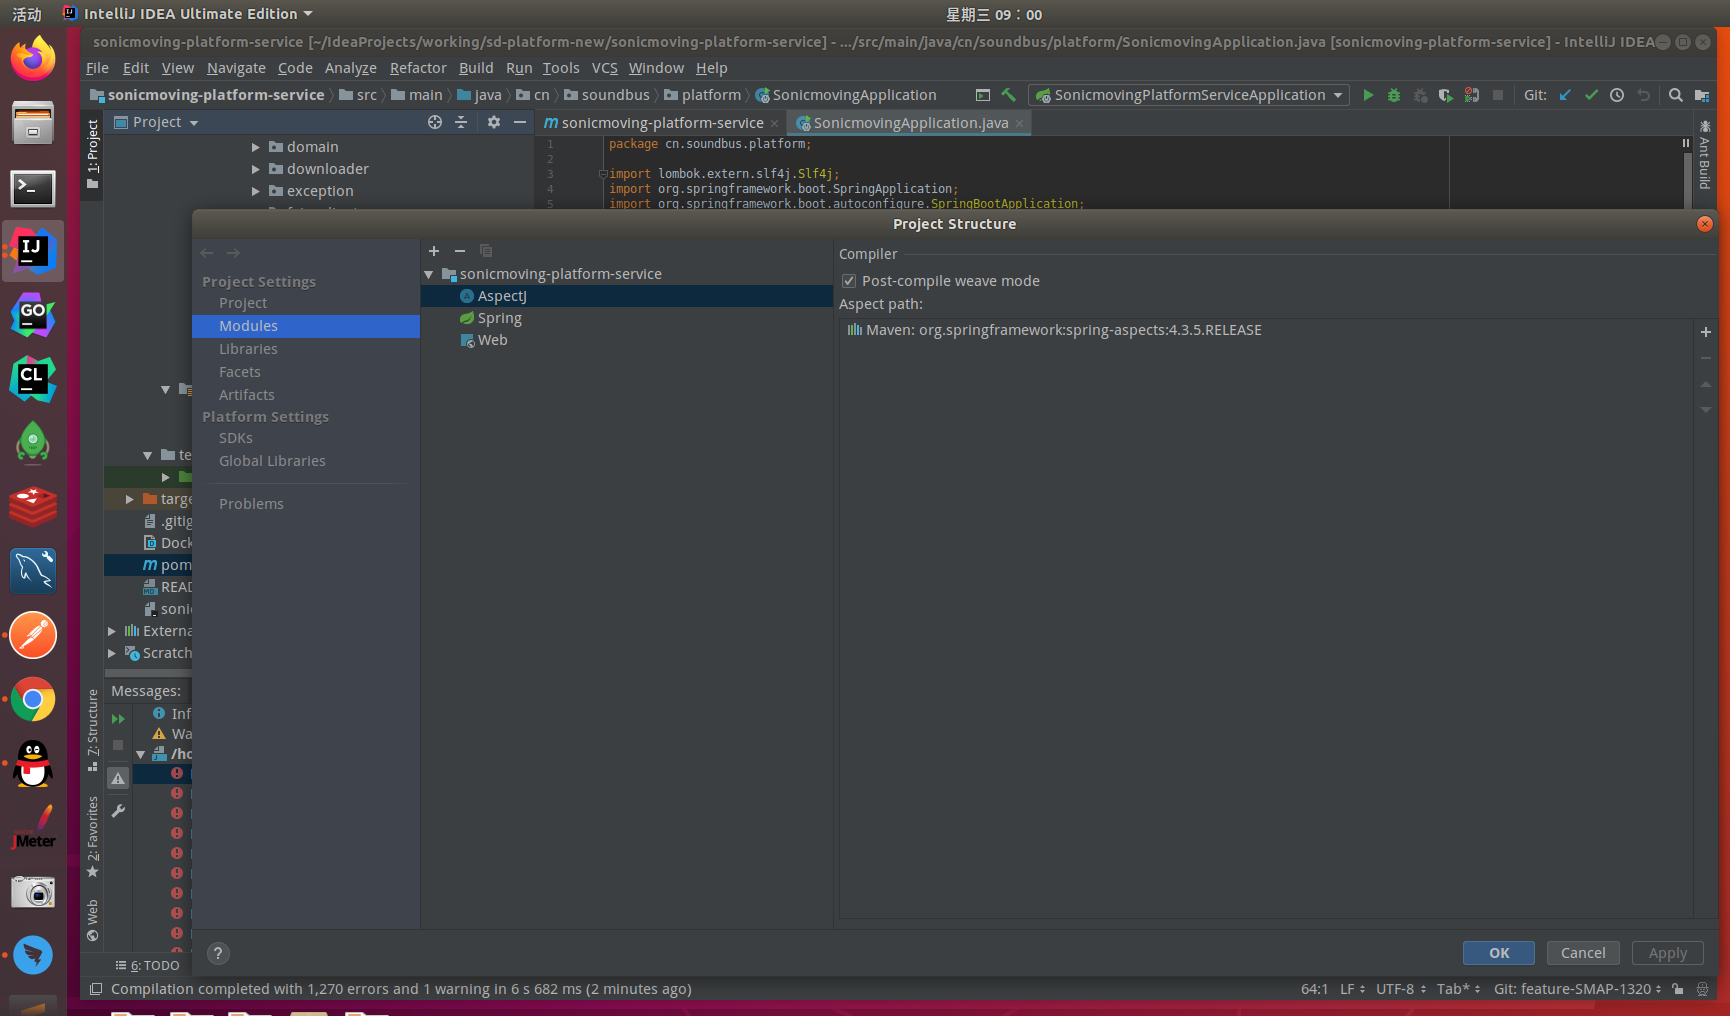 活动 IntelliJ IDEA Ultimate Edition 星期三 09：00
sonicmoving-platform-service [~/IdeaProjects/working/sd-platform-new/sonicmoving-platform-service] - .../src/main/java/cn/soundbus/platform/SonicmovingApplication.java [sonicmoving-platform-service] - IntelliJ IDEA
File Edit View Navigate Code Analyze Refactor Build Run Tools VCS Window Help
sonicmoving-platform-service src main java cn soundbus platform SonicmovingApplication SonicmovingPlatformServiceApplication Git:
1: Project
Project
sonicmoving-platform-service SonicmovingApplication.java
Ant Build
domain
downloader
exception
1 package cn.soundbus.platform;
2
3 import lombok.extern.slf4j.Slf4j;
4 import org.springframework.boot.SpringApplication;
5 import org.springframework.boot.autoconfigure.SpringBootApplication;
Project Structure
Project Settings
Project
Modules
Libraries
Facets
Artifacts
Platform Settings
SDKs
Global Libraries
Problems
sonicmoving-platform-service
AspectJ
Spring
Web
Compiler
Post-compile weave mode
Aspect path:
Maven: org.springframework:spring-aspects:4.3.5.RELEASE
te
targe
.gitig
Dock
pom
READ
soni
Externa
Scratch
Messages:
Inf
Wa
/ho
7: Structure
2: Favorites
Web
? OK Cancel Apply
6: TODO
Compilation completed with 1,270 errors and 1 warning in 6 s 682 ms (2 minutes ago) 64:1 LF UTF-8 Tab* Git: feature-SMAP-1320
IJ
GO
CL
JMeter